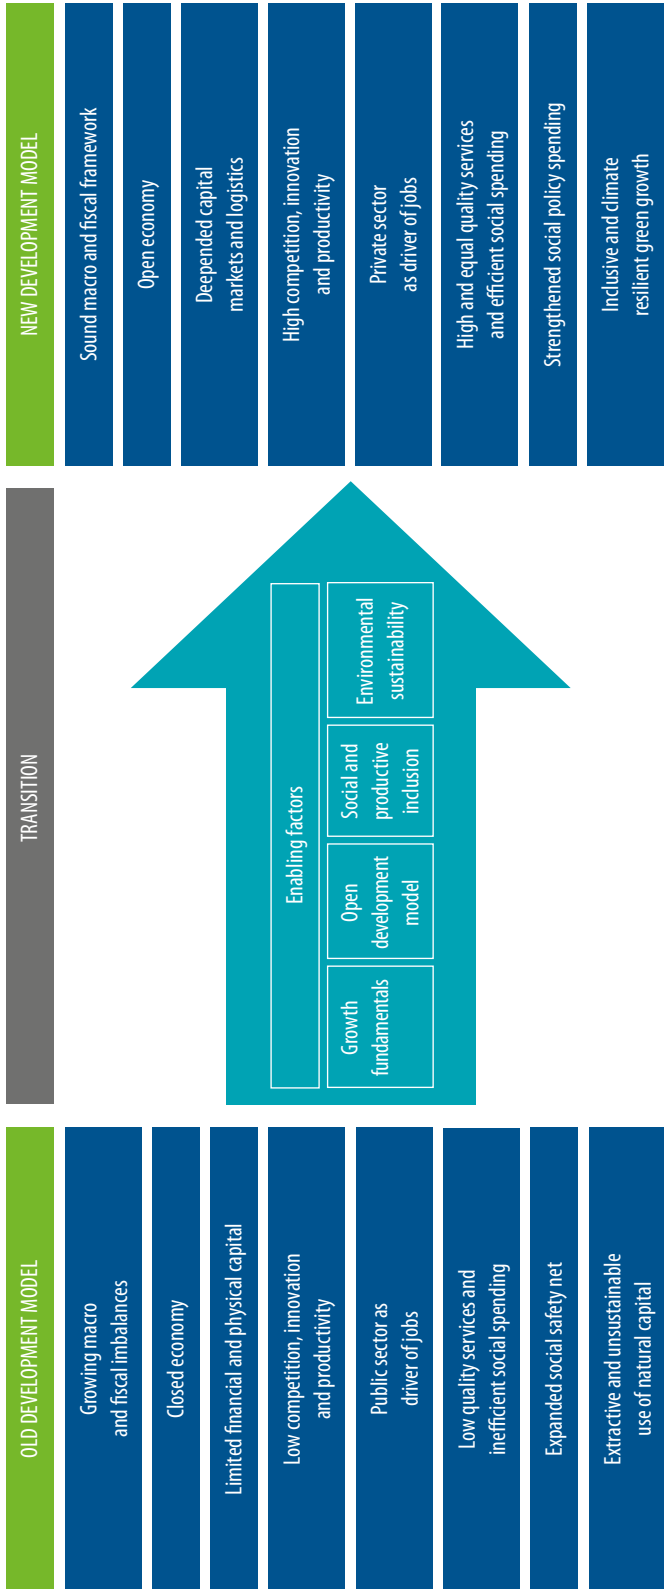 OLD DEVELOPMENT MODEL
Growing macro
and fiscal imbalances
Closed economy
Limited financial and physical capital
Low competition, innovation
and productivity
Public sector as
driver of jobs
Low quality services and
inefficient social spending
Expanded social safety net
Extractive and unsustainable
use of natural capital
TRANSITION
Enabling factors
Growth
fundamentals
Open
development
model
Social and
productive
inclusion
Environmental
sustainability
NEW DEVELOPMENT MODEL
Sound macro and fiscal framework
Open economy
Deepended capital
markets and logistics
High competition, innovation
and productivity
Private sector
as driver of jobs
High and equal quality services
and efficient social spending
Strengthened social policy spending
Inclusive and climate
resilient green growth